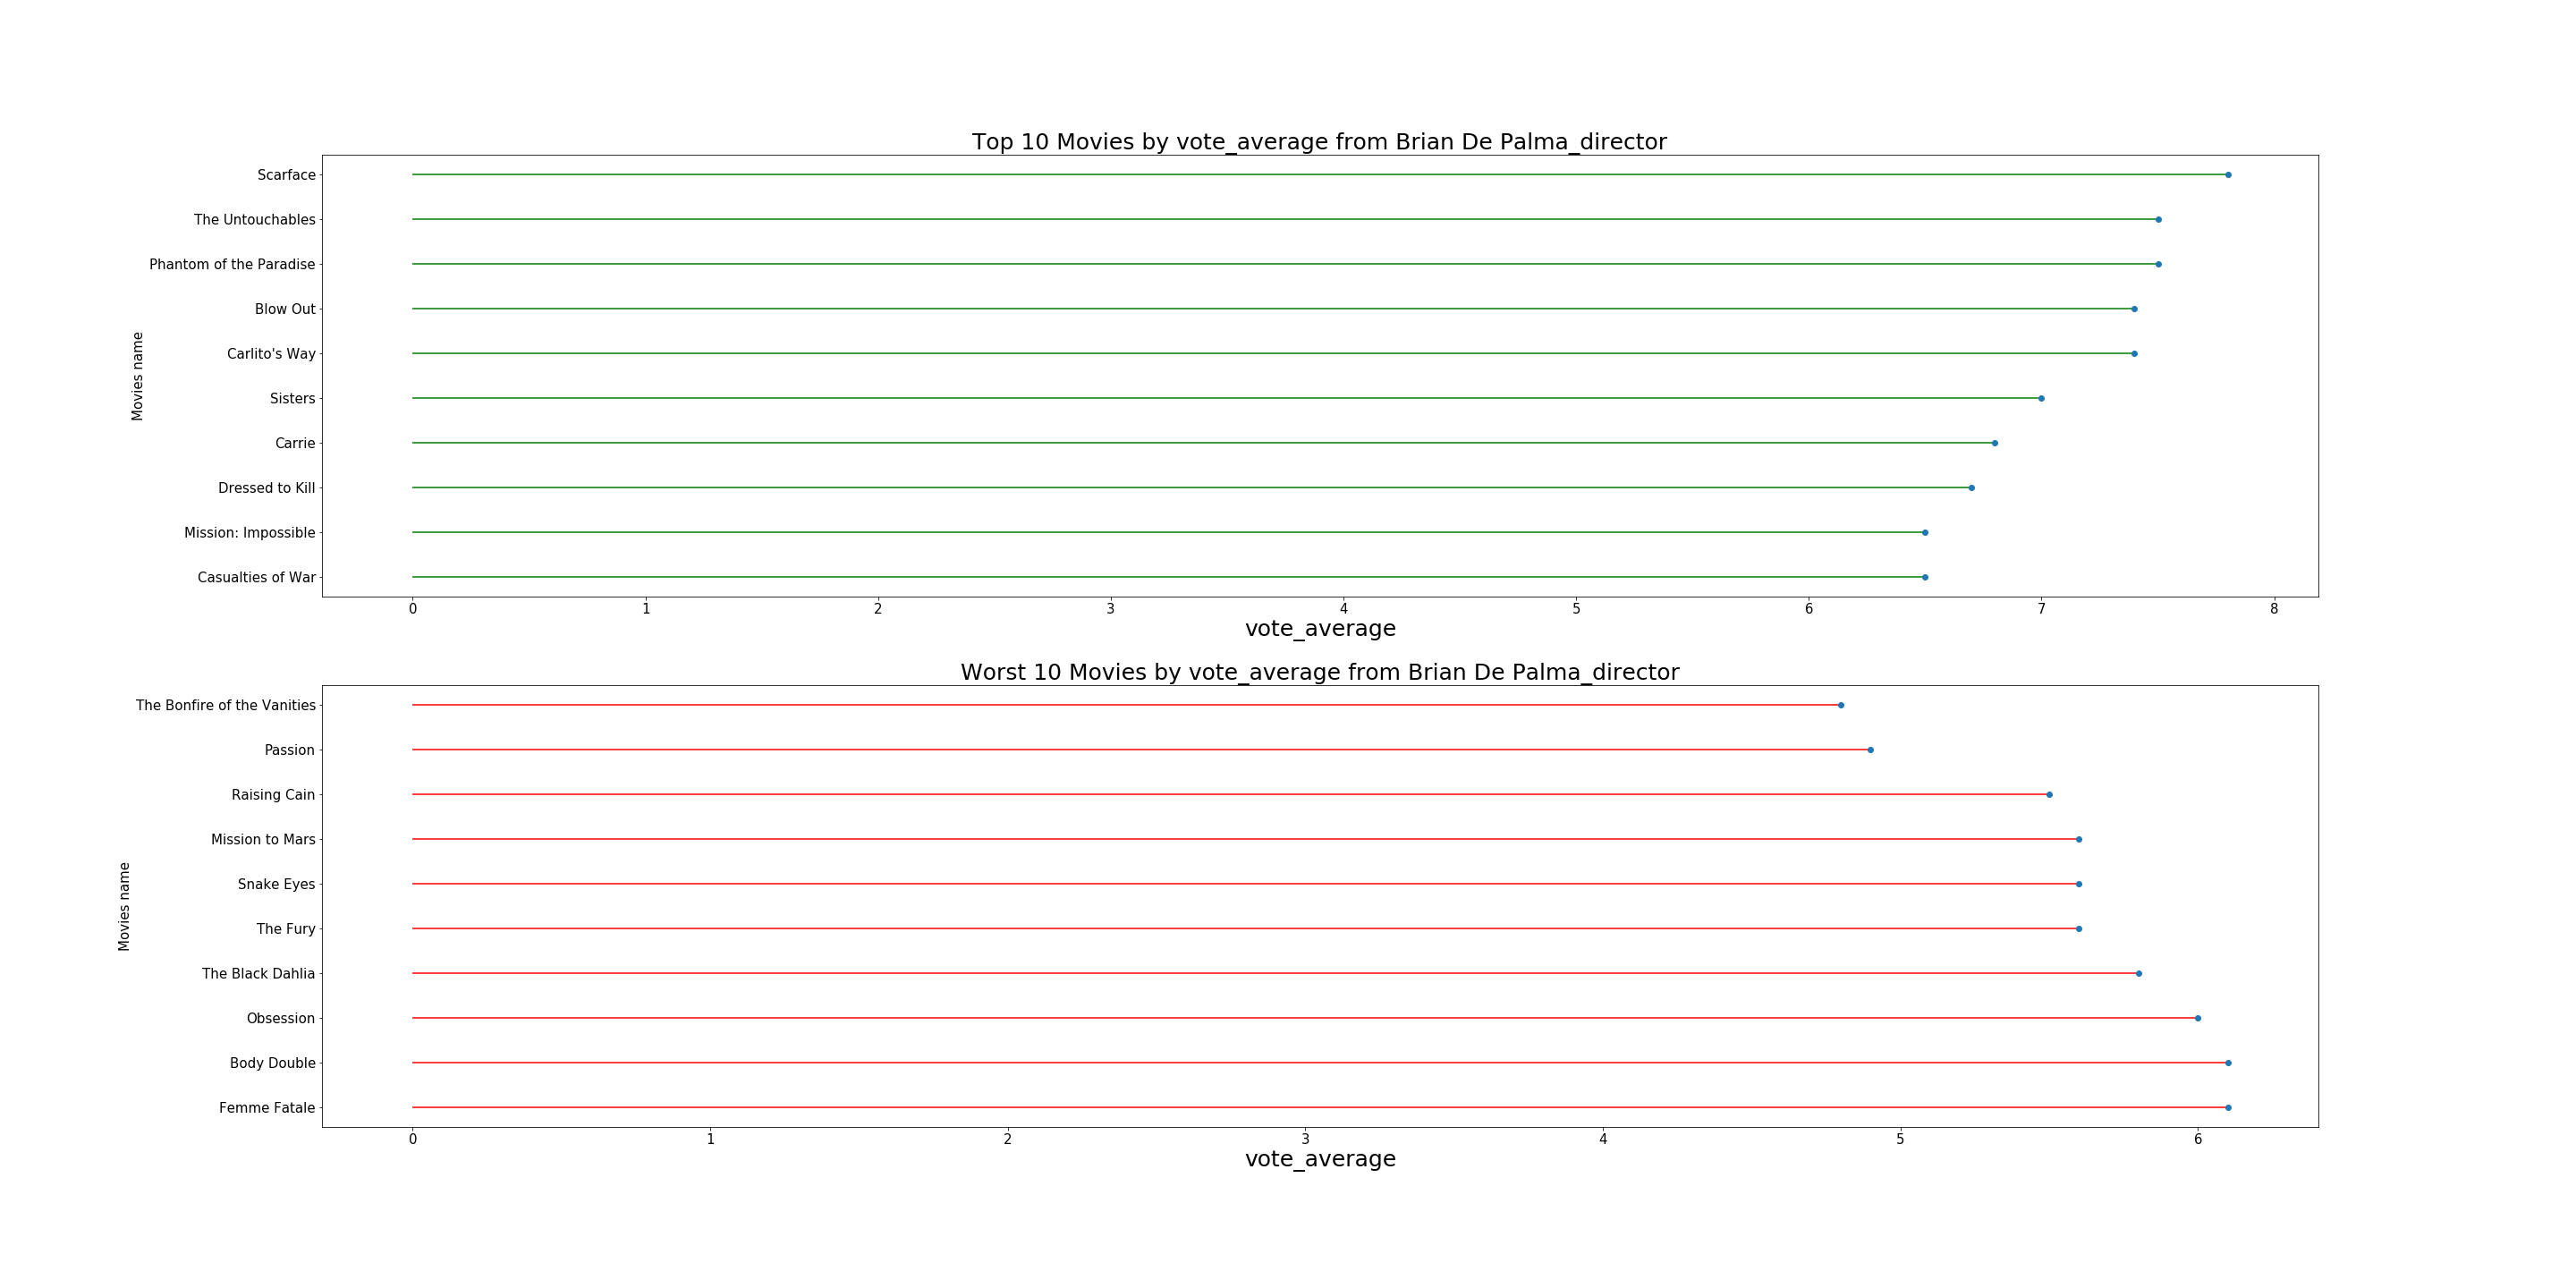 Top 10 Movies by vote_average from Brian De Palma_director
Movies name
Scarface
The Untouchables
Phantom of the Paradise
Blow Out
Carlito's Way
Sisters
Carrie
Dressed to Kill
Mission: Impossible
Casualties of War
0 1 2 3 4 5 6 7 8
vote_average
Worst 10 Movies by vote_average from Brian De Palma_director
Movies name
The Bonfire of the Vanities
Passion
Raising Cain
Mission to Mars
Snake Eyes
The Fury
The Black Dahlia
Obsession
Body Double
Femme Fatale
0 1 2 3 4 5 6
vote_average